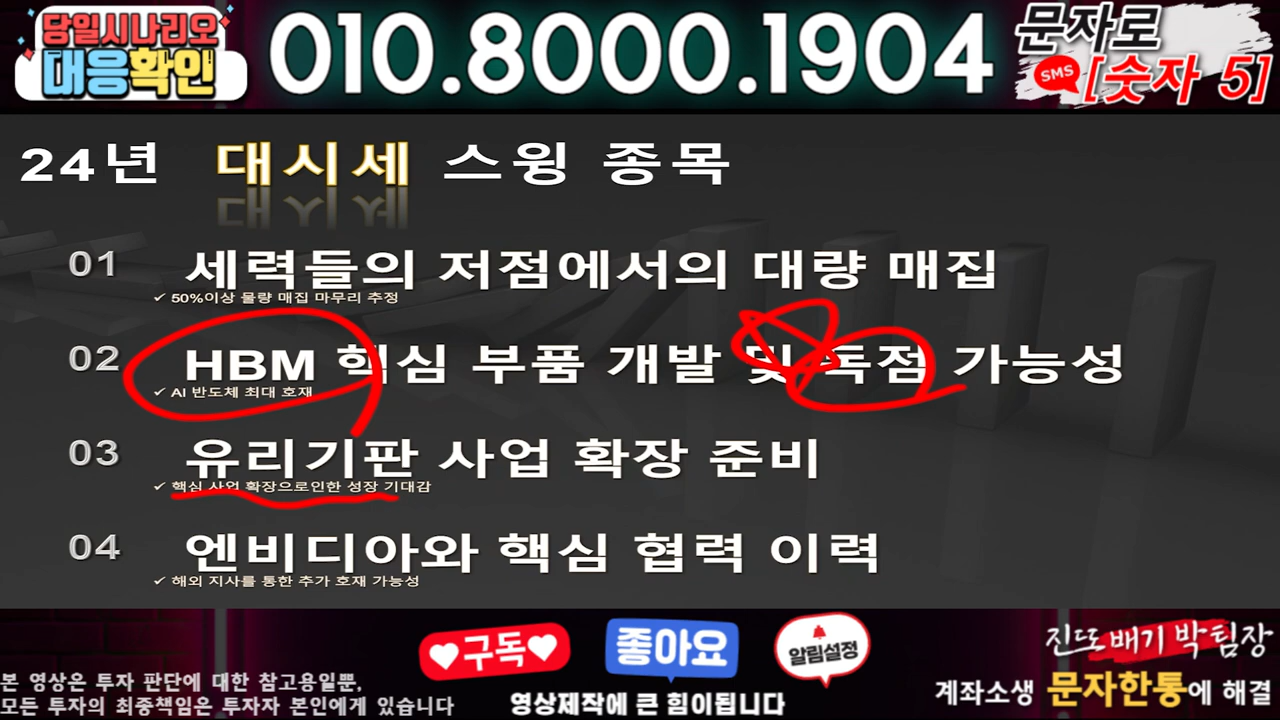 당일시나리오
대응확인
010.8000.1904
문자로
SMS
[숫자 5]
24년 대시세 스윙 종목
01 세력들의 저점에서의 대량 매집
✓ 50%이상 물량 매집 마무리 추정
02 HBM 핵심 부품 개발 및 독점 가능성
✓ AI 반도체 최대 호재
03 유리기판 사업 확장 준비
✓ 핵심 사업 확장으로인한 성장 기대감
04 엔비디아와 핵심 협력 이력
✓ 해외 지사를 통한 추가 호재 가능성
구독
좋아요
알림설정
영상제작에 큰 힘이됩니다
본 영상은 투자 판단에 대한 참고용일뿐,
모든 투자의 최종책임은 투자자 본인에게 있습니다
진또배기 박팀장
계좌소생 문자한통에 해결